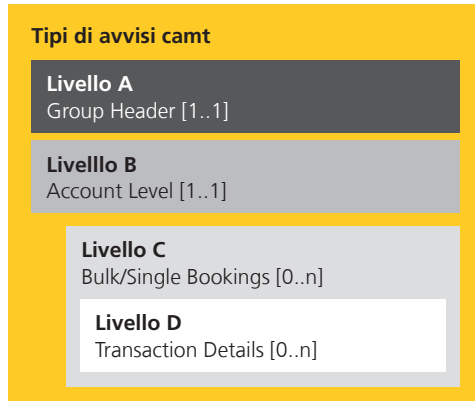 Tipi di avvisi camt
Livello A
Group Header [1..1]
Livelllo B
Account Level [1..1]
Livello C
Bulk/Single Bookings [0..n]
Livello D
Transaction Details [0..n]